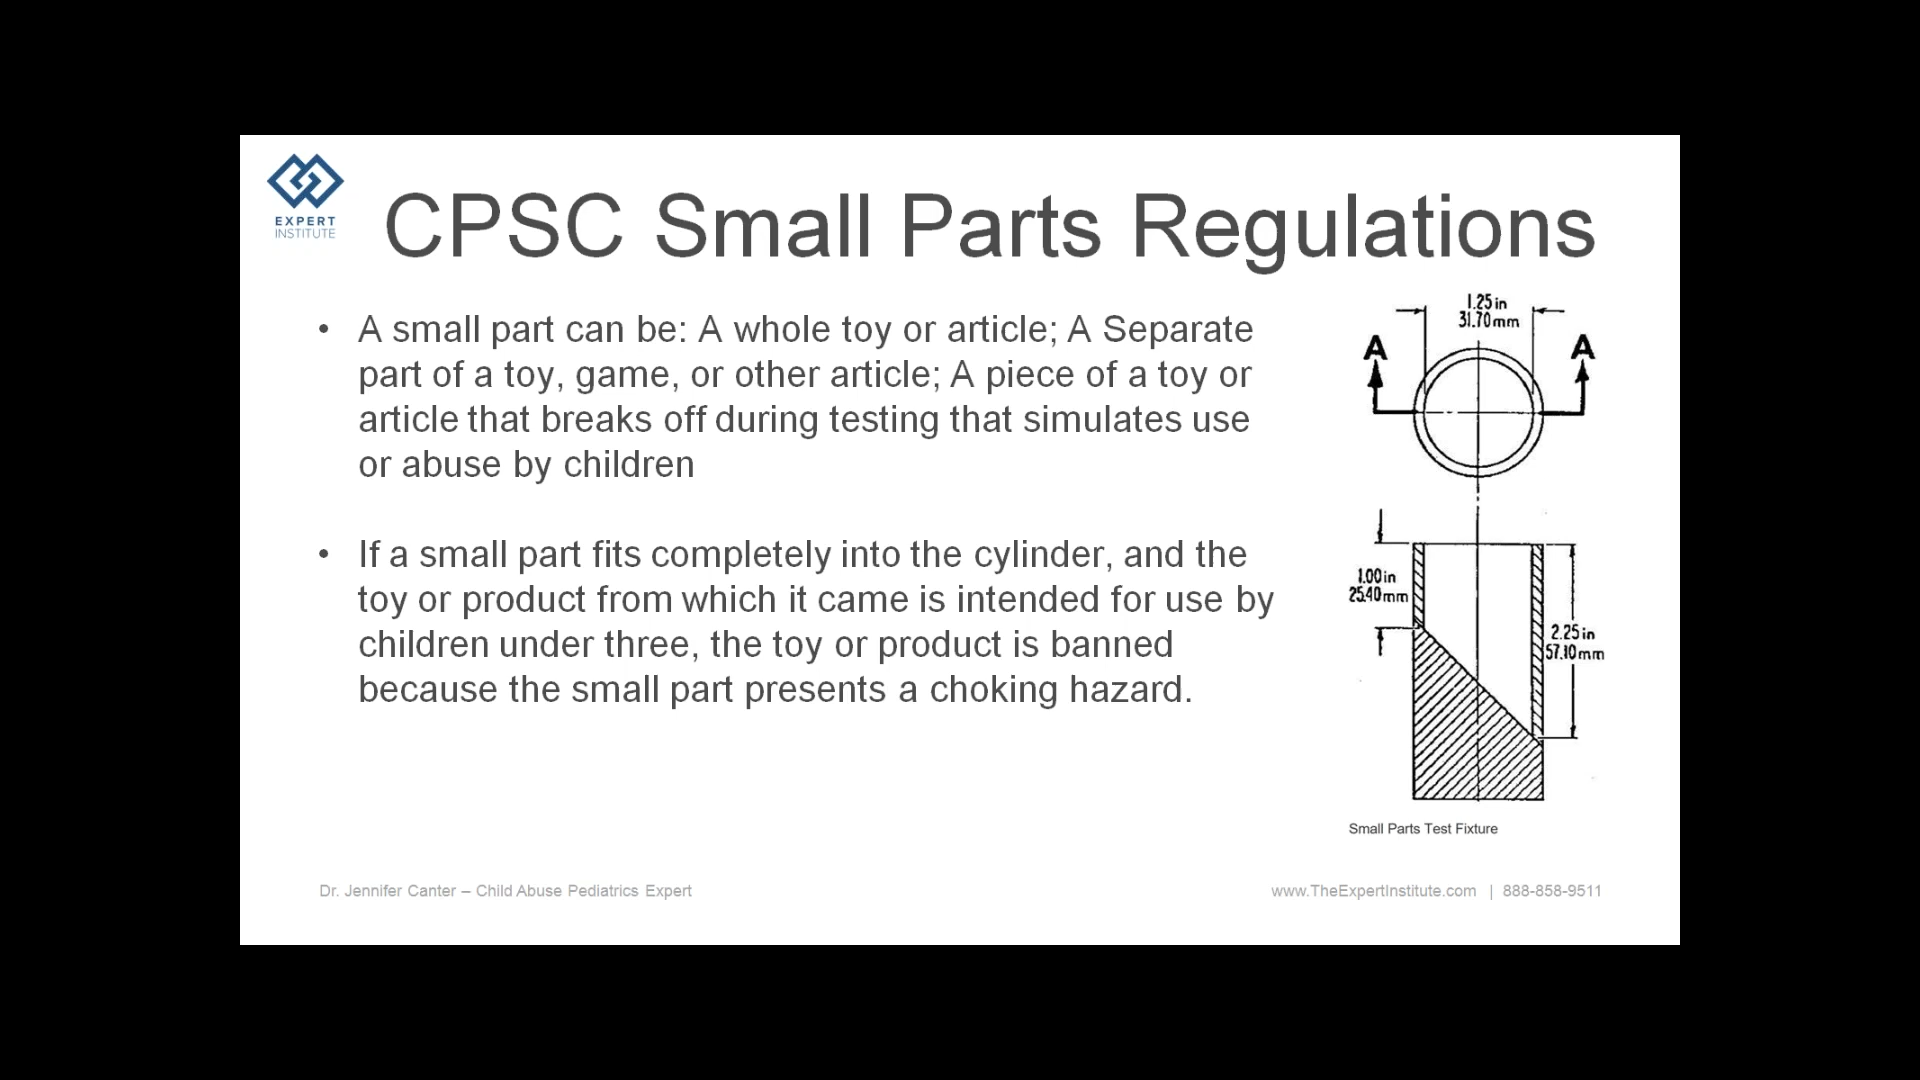 EXPERT
INSTITUTE
CPSC Small Parts Regulations
• A small part can be: A whole toy or article; A Separate
part of a toy, game, or other article; A piece of a toy or
article that breaks off during testing that simulates use
or abuse by children
• If a small part fits completely into the cylinder, and the
toy or product from which it came is intended for use by
children under three, the toy or product is banned
because the small part presents a choking hazard.
1.25 in
31.70 mm
A
A
1.00 in
25.40 mm
2.25 in
57.10 mm
Small Parts Test Fixture
Dr. Jennifer Canter – Child Abuse Pediatrics Expert
www.TheExpertInstitute.com | 888-858-9511